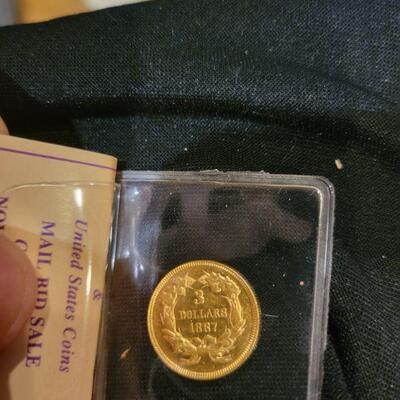 &
United States Coins
MAIL BID SALE
3
DOLLARS
1887